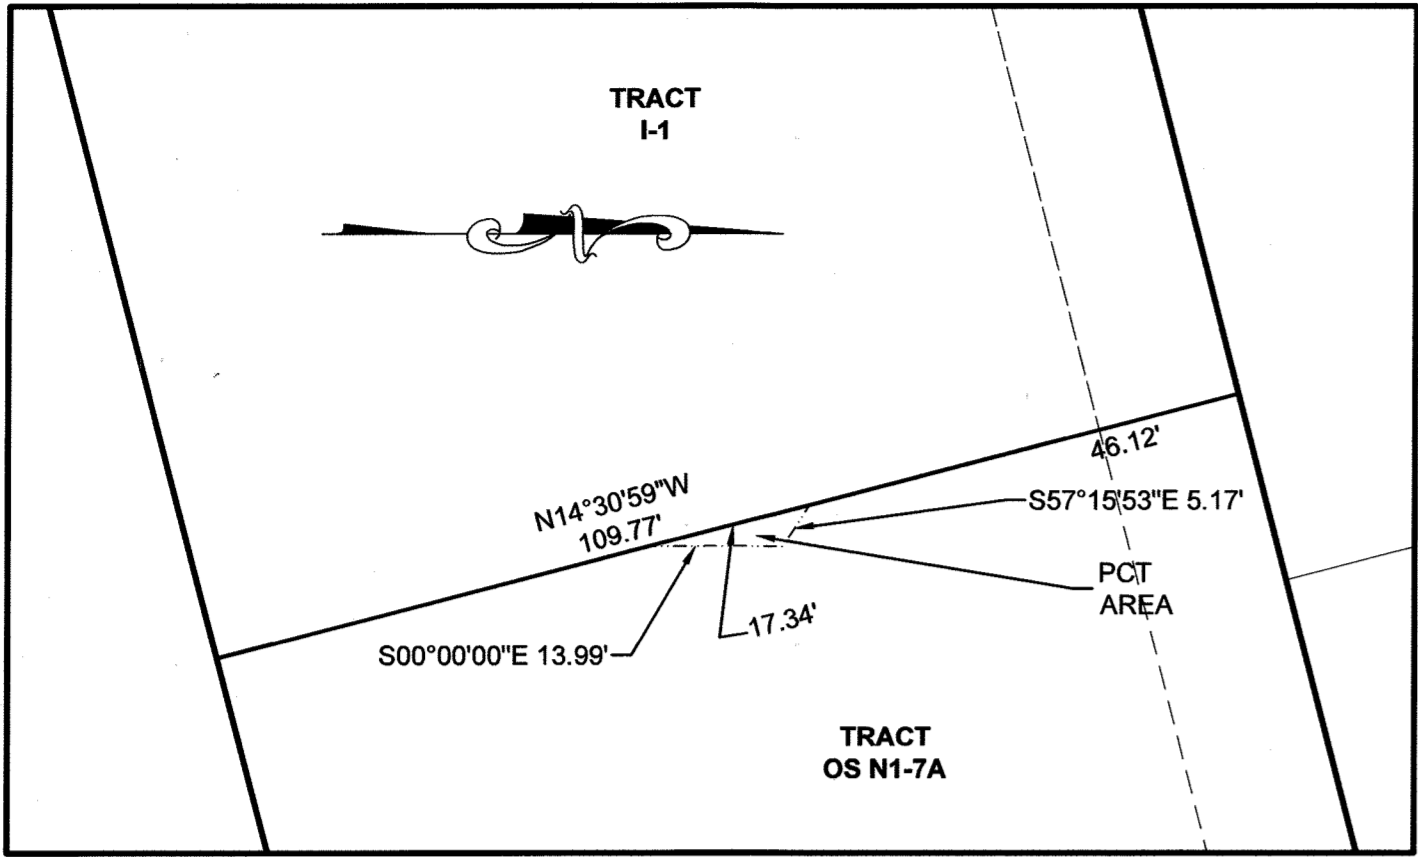 TRACT
I-1
N14°30'59"W
109.77'
46.12'
S57°15'53"E 5.17'
PCT
AREA
17.34'
S00°00'00"E 13.99'
TRACT
OS N1-7A